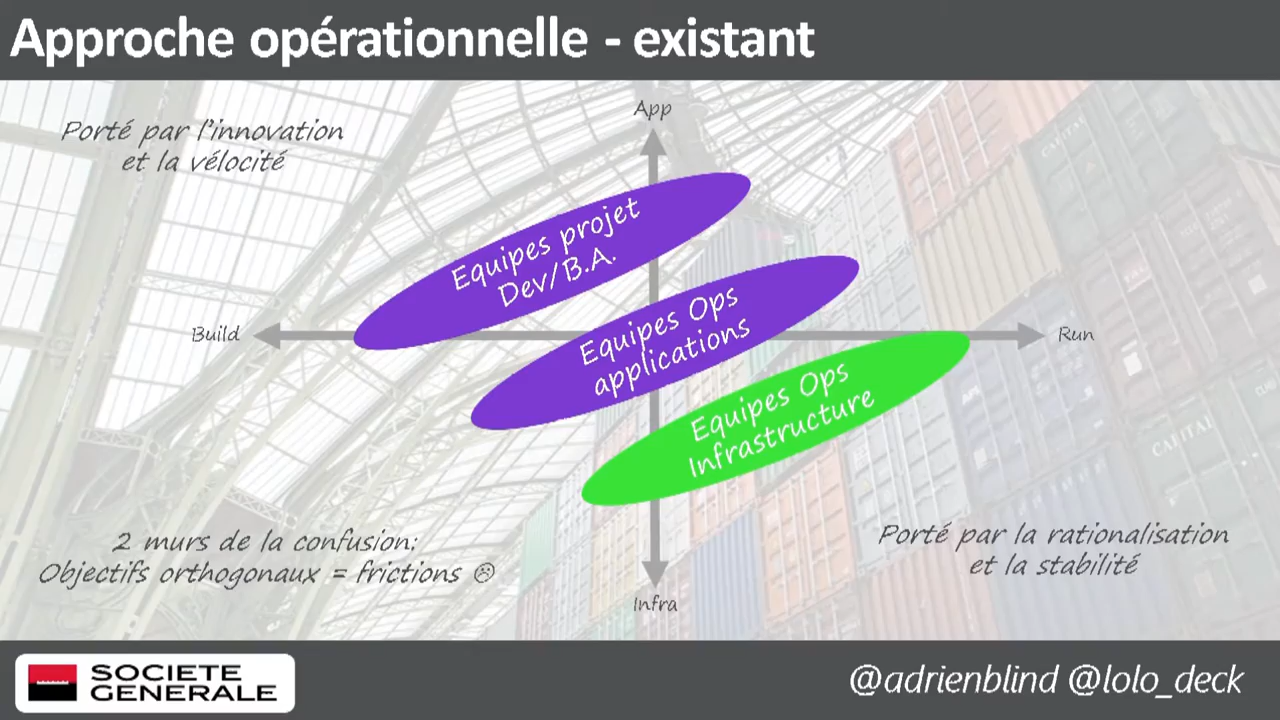 Approche opérationnelle - existant
App
Porté par l'innovation
et la vélocité
Equipes projet
Dev/B.A.
Build
Run
Equipes Ops
applications
Equipes Ops
Infrastructure
2 murs de la confusion:
Objectifs orthogonaux = frictions ☹
Porté par la rationalisation
et la stabilité
Infra
SOCIETE
GENERALE
@adrienblind @lolo_deck
CAPITAL
CAPITAL